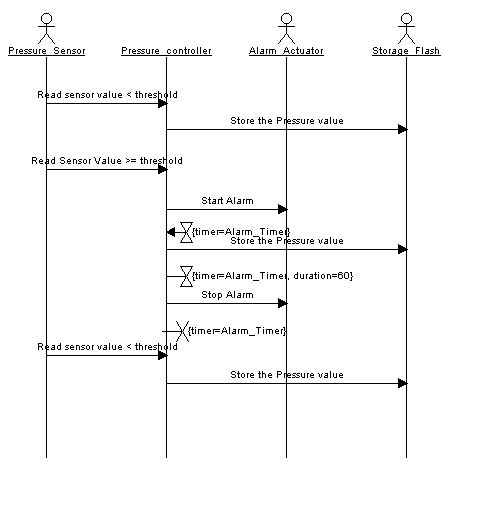 Pressure_Sensor
Pressure_controller
Alarm_Actuator
Storage_Flash
Read sensor value < threshold
Store the Pressure value
Read Sensor Value >= threshold
Start Alarm
{timer=Alarm_Timer}
Store the Pressure value
{timer=Alarm_Timer, duration=60}
Stop Alarm
{timer=Alarm_Timer}
Read sensor value < threshold
Store the Pressure value